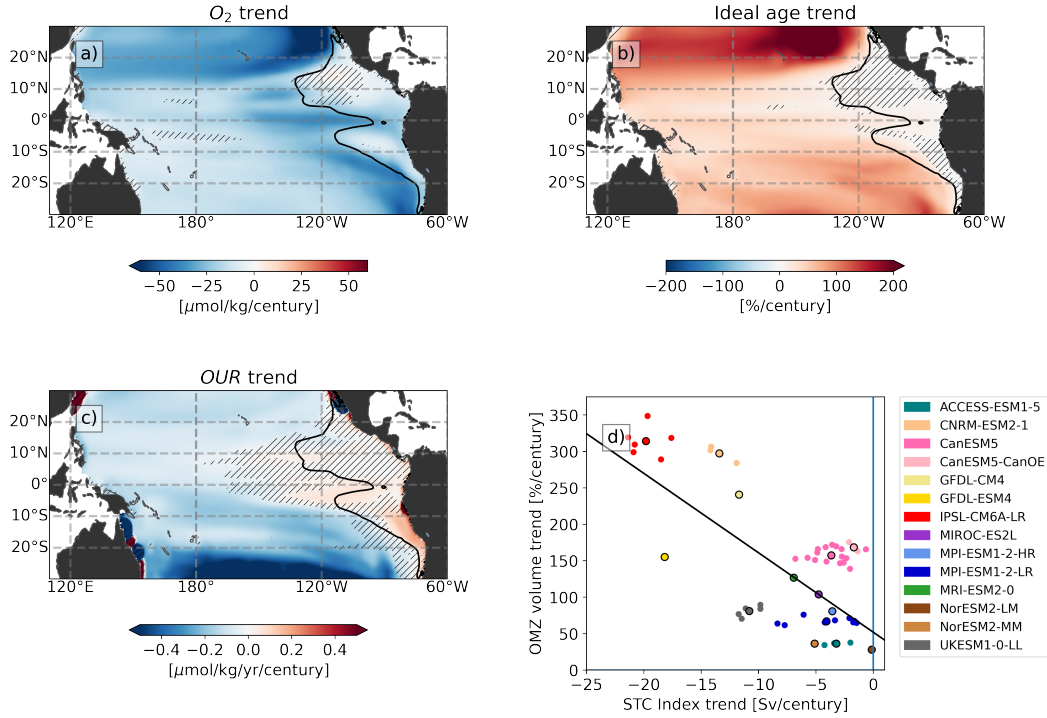 O₂ trend
a)
20°N
10°N
0°
10°S
20°S
120°E 180° 120°W 60°W
−50 −25 0 25 50
[μmol/kg/century]
Ideal age trend
b)
20°N
10°N
0°
10°S
20°S
120°E 180° 120°W 60°W
−200 −100 0 100 200
[%/century]
OUR trend
c)
20°N
10°N
0°
10°S
20°S
120°E 180° 120°W 60°W
−0.4 −0.2 0.0 0.2 0.4
[μmol/kg/yr/century]
d)
OMZ volume trend [%/century]
350
300
250
200
150
100
50
0
−25 −20 −15 −10 −5 0
STC Index trend [Sv/century]
ACCESS-ESM1-5
CNRM-ESM2-1
CanESM5
CanESM5-CanOE
GFDL-CM4
GFDL-ESM4
IPSL-CM6A-LR
MIROC-ES2L
MPI-ESM1-2-HR
MPI-ESM1-2-LR
MRI-ESM2-0
NorESM2-LM
NorESM2-MM
UKESM1-0-LL